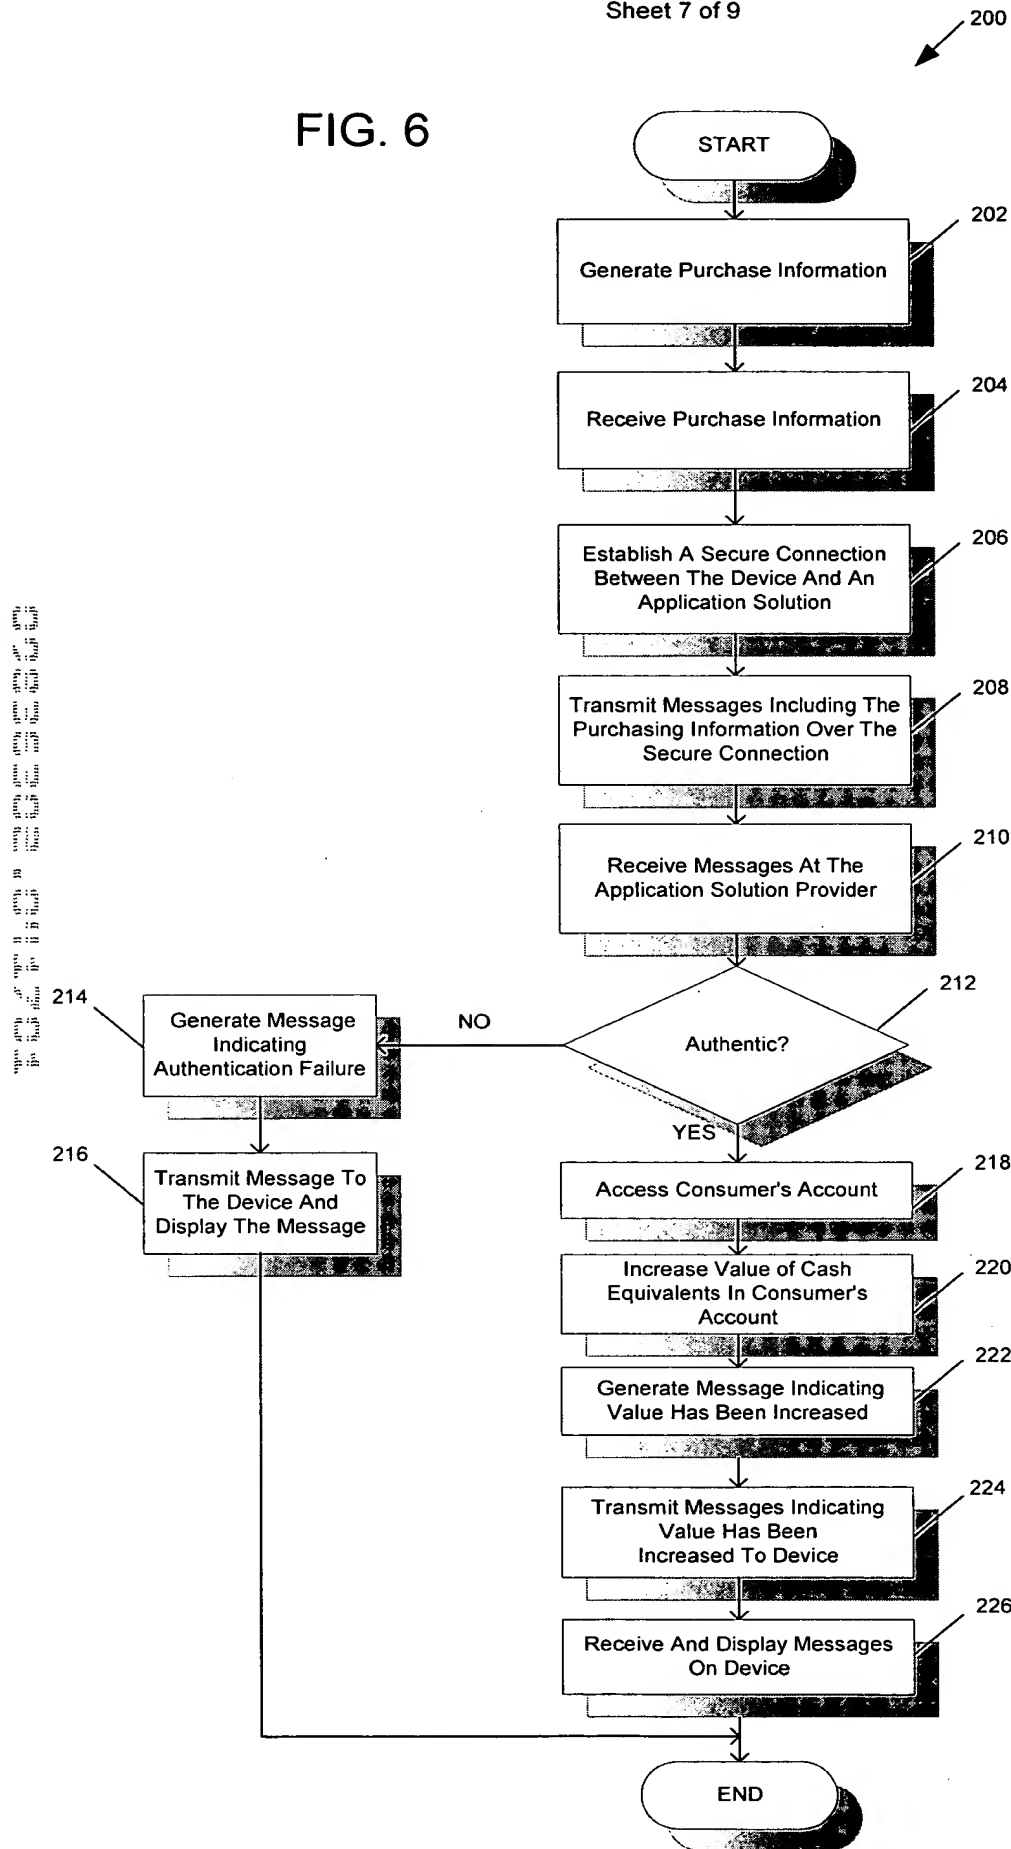 Sheet 7 of 9
200
FIG. 6
START
202
Generate Purchase Information
204
Receive Purchase Information
206
Establish A Secure Connection
Between The Device And An
Application Solution
208
Transmit Messages Including The
Purchasing Information Over The
Secure Connection
210
Receive Messages At The
Application Solution Provider
212
Authentic?
NO
214
Generate Message
Indicating
Authentication Failure
YES
216
Transmit Message To
The Device And
Display The Message
218
Access Consumer's Account
220
Increase Value of Cash
Equivalents In Consumer's
Account
222
Generate Message Indicating
Value Has Been Increased
224
Transmit Messages Indicating
Value Has Been
Increased To Device
226
Receive And Display Messages
On Device
END